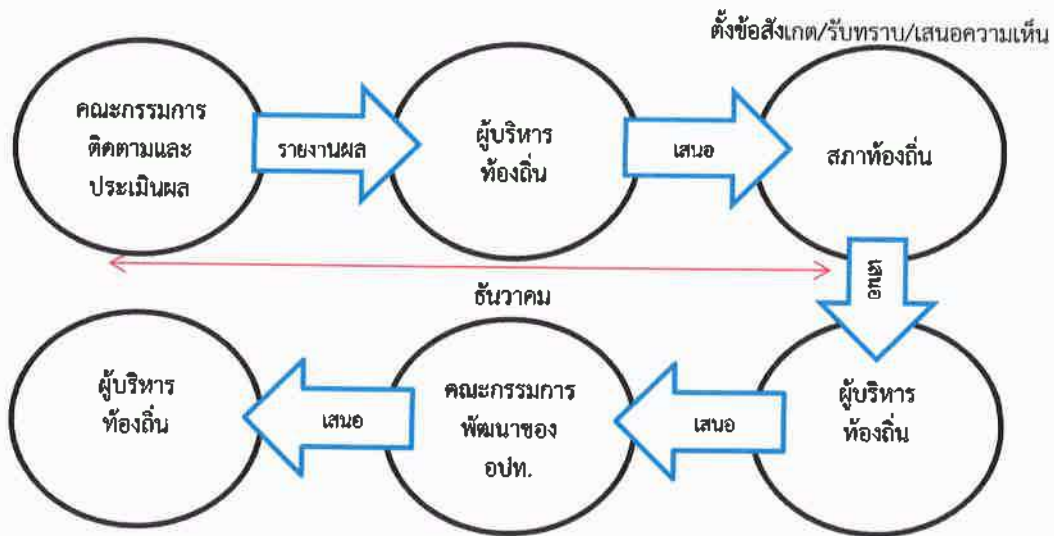 ตั้งข้อสังเกต/รับทราบ/เสนอความเห็น
คณะกรรมการ
ติดตามและ
ประเมินผล
รายงานผล
ผู้บริหาร
ท้องถิ่น
เสนอ
สภาท้องถิ่น
เสนอ
ธันวาคม
ผู้บริหาร
ท้องถิ่น
เสนอ
คณะกรรมการ
พัฒนาของ
อปท.
เสนอ
ผู้บริหาร
ท้องถิ่น